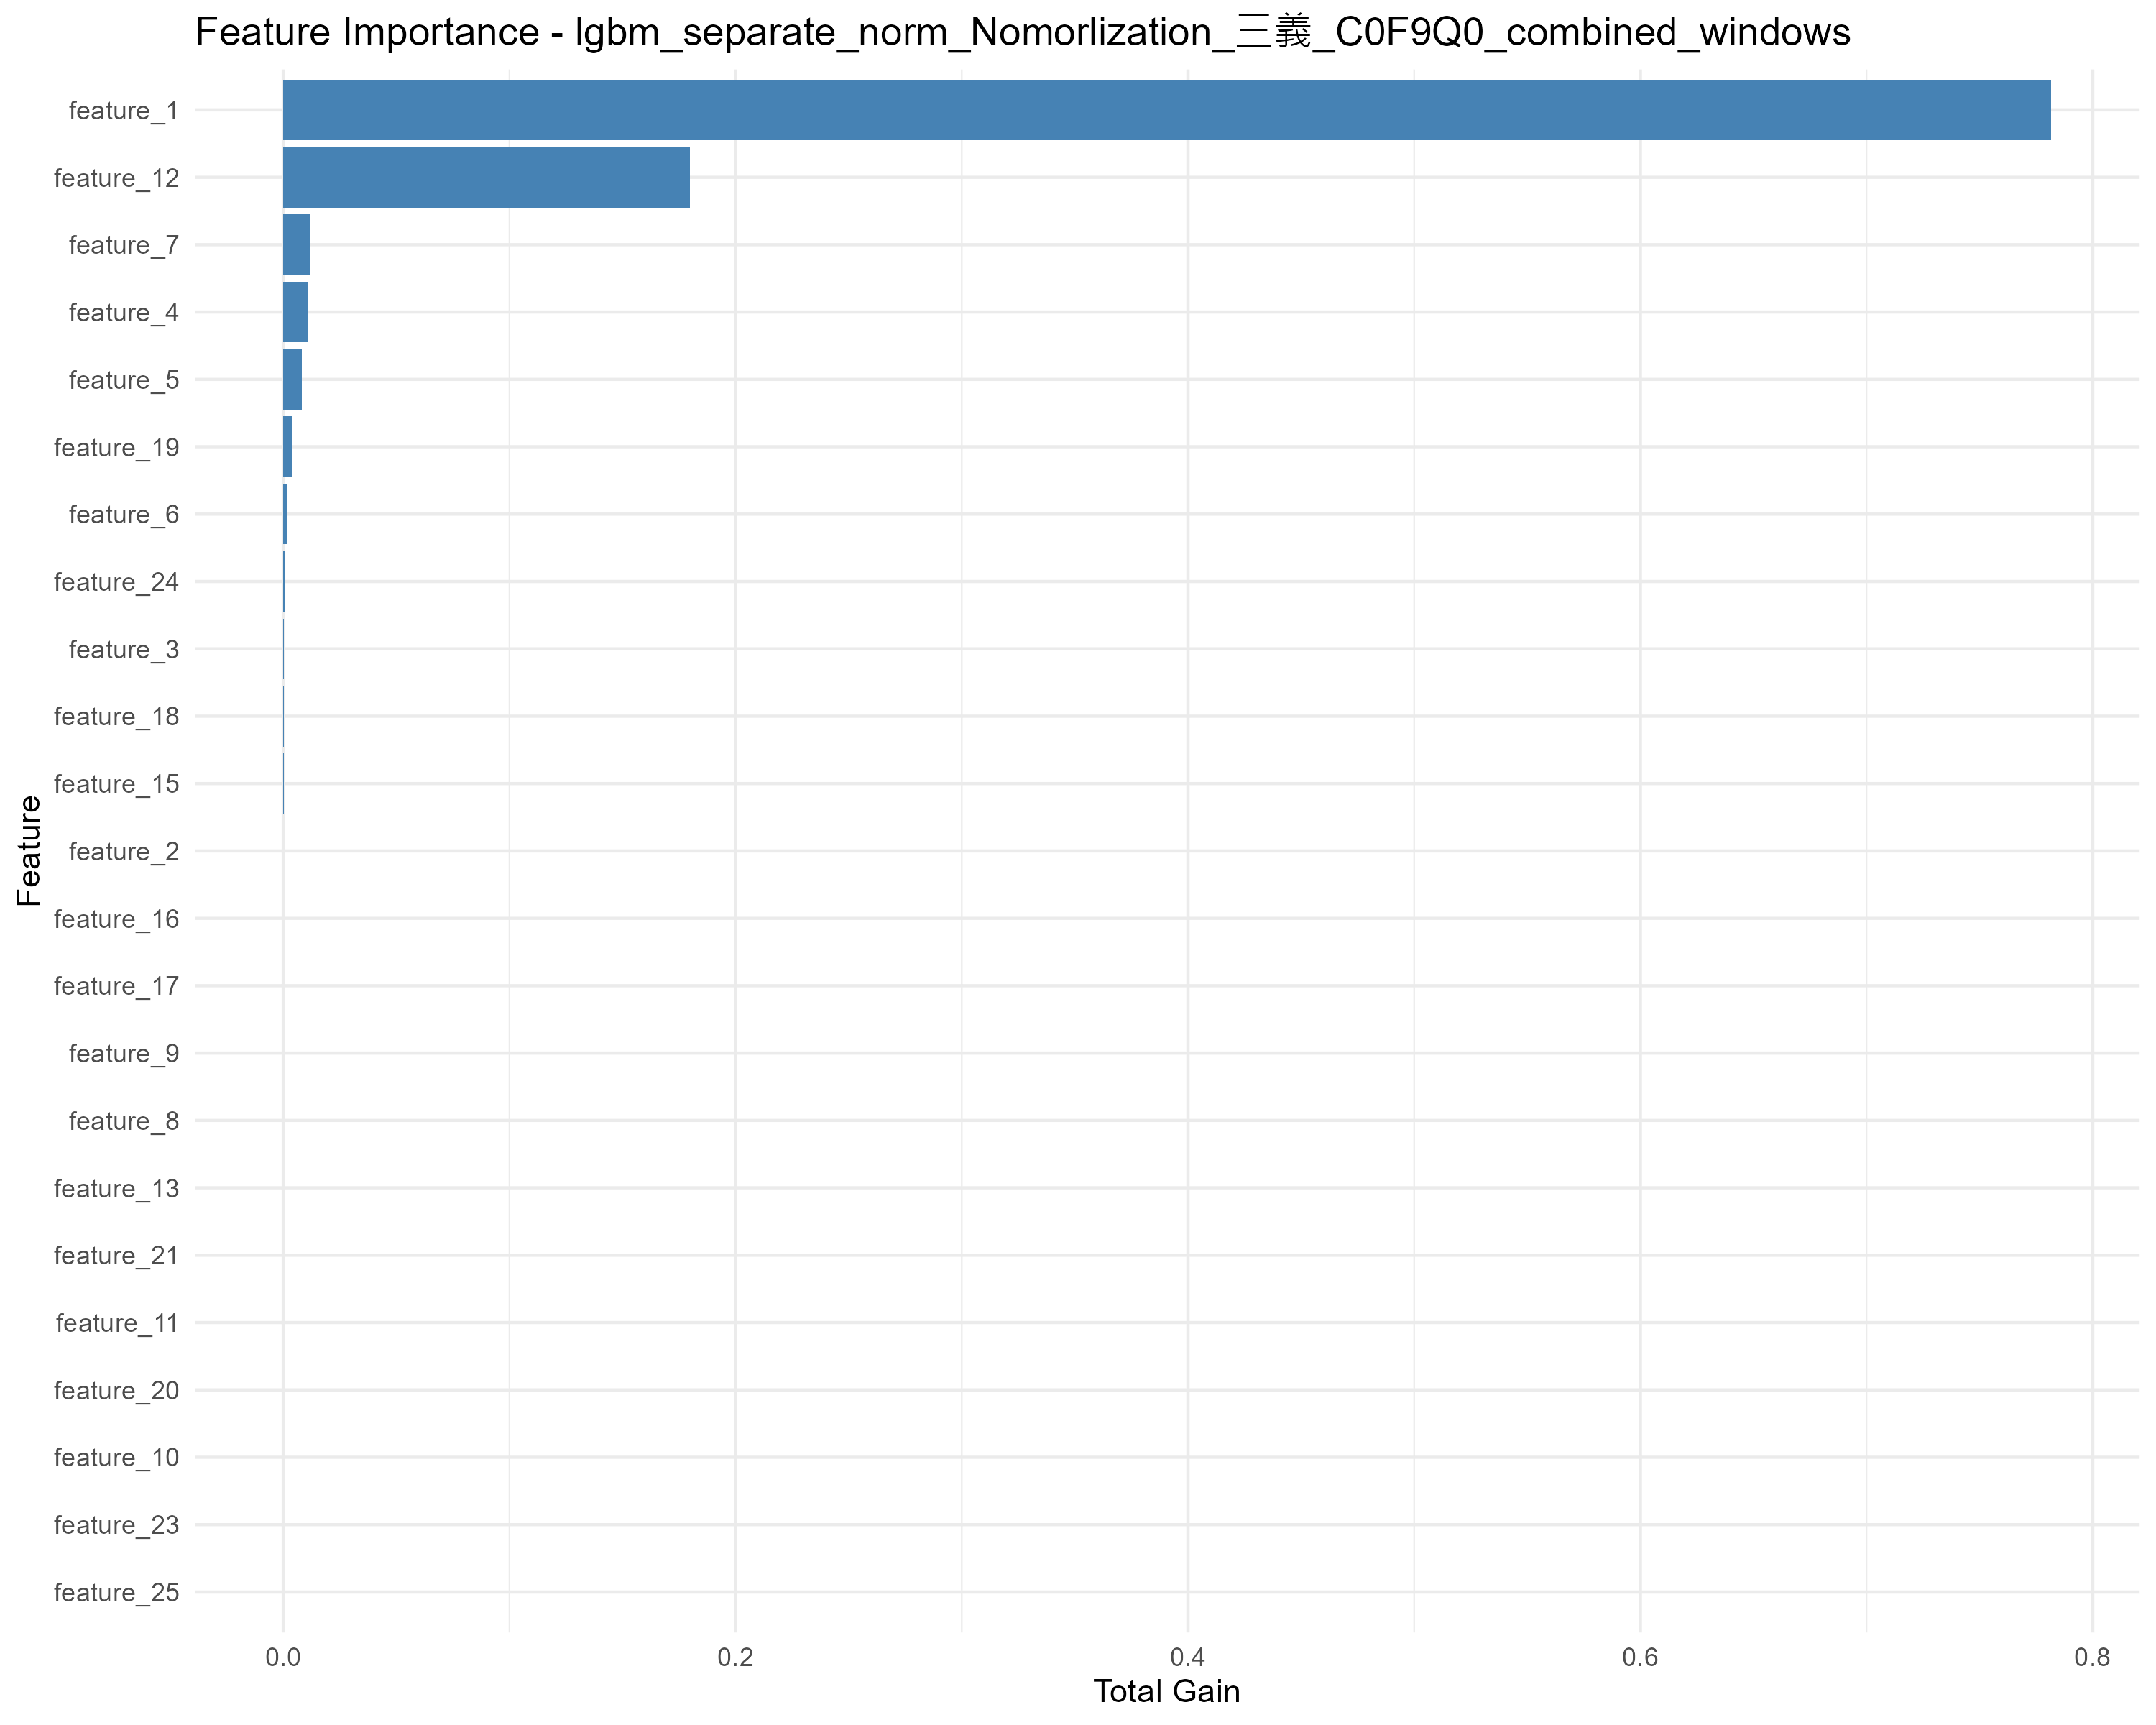 Feature Importance - lgbm_separate_norm_Nomorlization_三義_C0F9Q0_combined_windows
feature_1
feature_12
feature_7
feature_4
feature_5
feature_19
feature_6
feature_24
feature_3
feature_18
feature_15
feature_2
feature_16
feature_17
feature_9
feature_8
feature_13
feature_21
feature_11
feature_20
feature_10
feature_23
feature_25
Feature
0.0 0.2 0.4 0.6 0.8
Total Gain